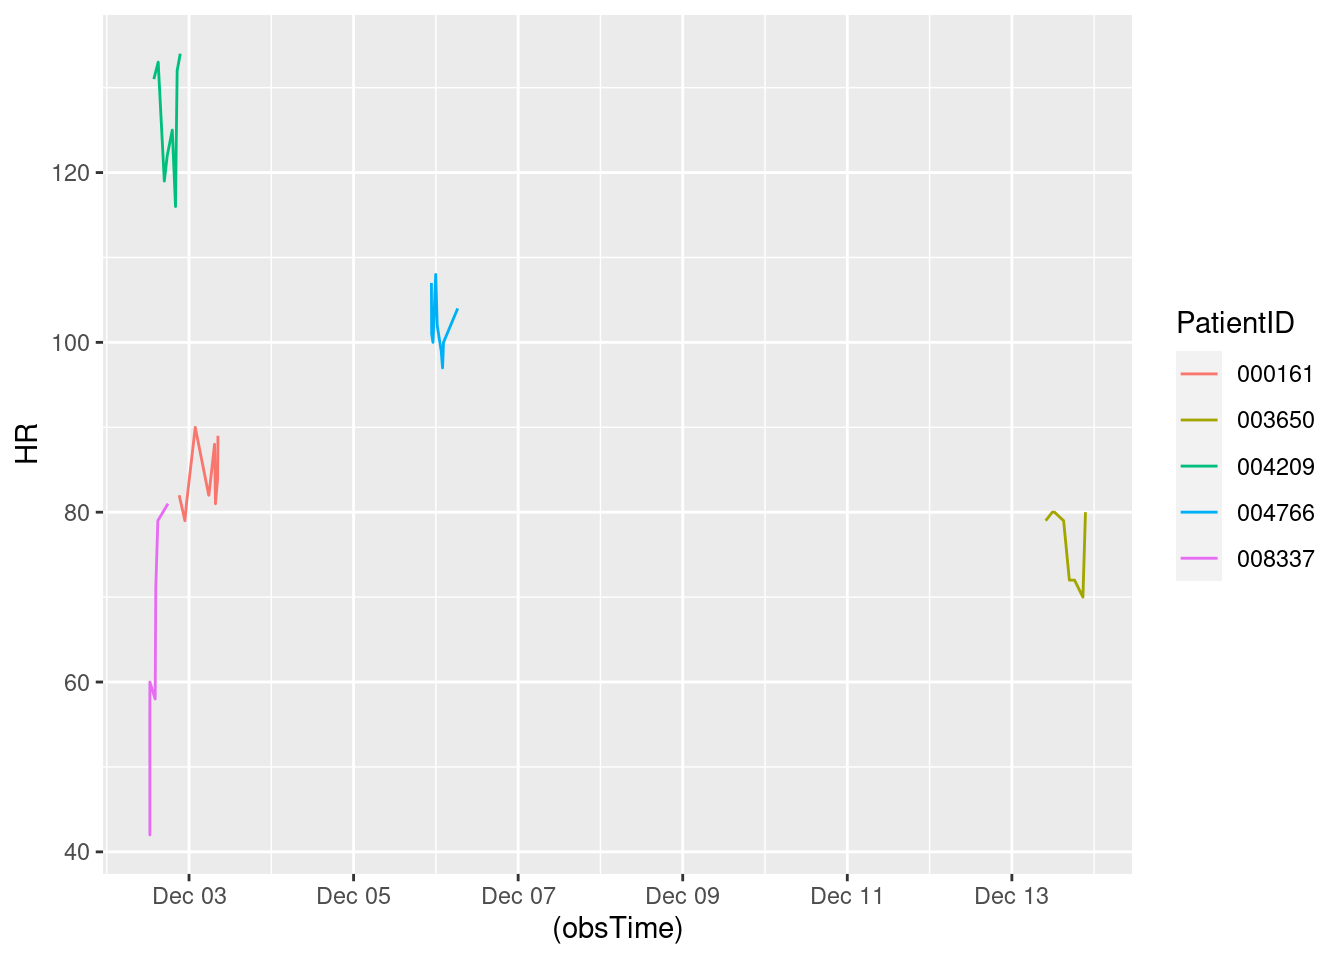 HR
120
100
80
60
40
Dec 03
Dec 05
Dec 07
Dec 09
Dec 11
Dec 13
(obsTime)
PatientID
000161
003650
004209
004766
008337